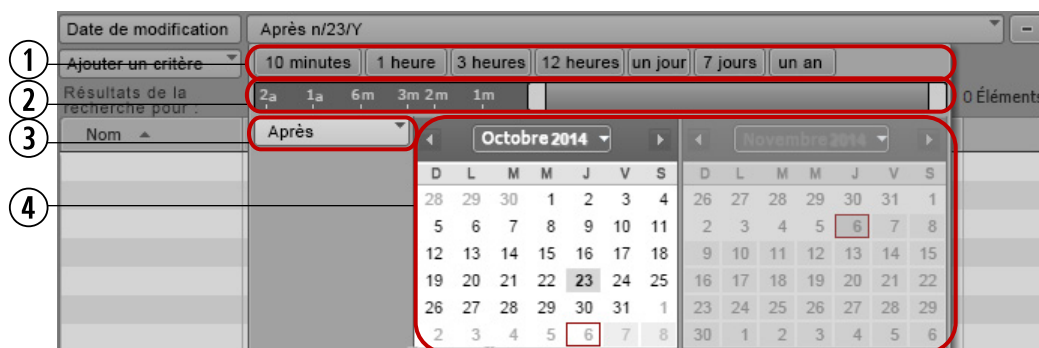 Date de modification Après n/23/Y –
1 Ajouter un critère 10 minutes 1 heure 3 heures 12 heures un jour 7 jours un an
2 Résultats de la recherche pour : 2a 1a 6m 3m 2m 1m 0 Éléments
3 Nom Après Octobre 2014 Novembre 2014
D L M M J V S D L M M J V S
4 28 29 30 1 2 3 4 26 27 28 29 30 31 1
5 6 7 8 9 10 11 2 3 4 5 6 7 8
12 13 14 15 16 17 18 9 10 11 12 13 14 15
19 20 21 22 23 24 25 16 17 18 19 20 21 22
26 27 28 29 30 31 1 23 24 25 26 27 28 29
2 3 4 5 6 7 8 30 1 2 3 4 5 6